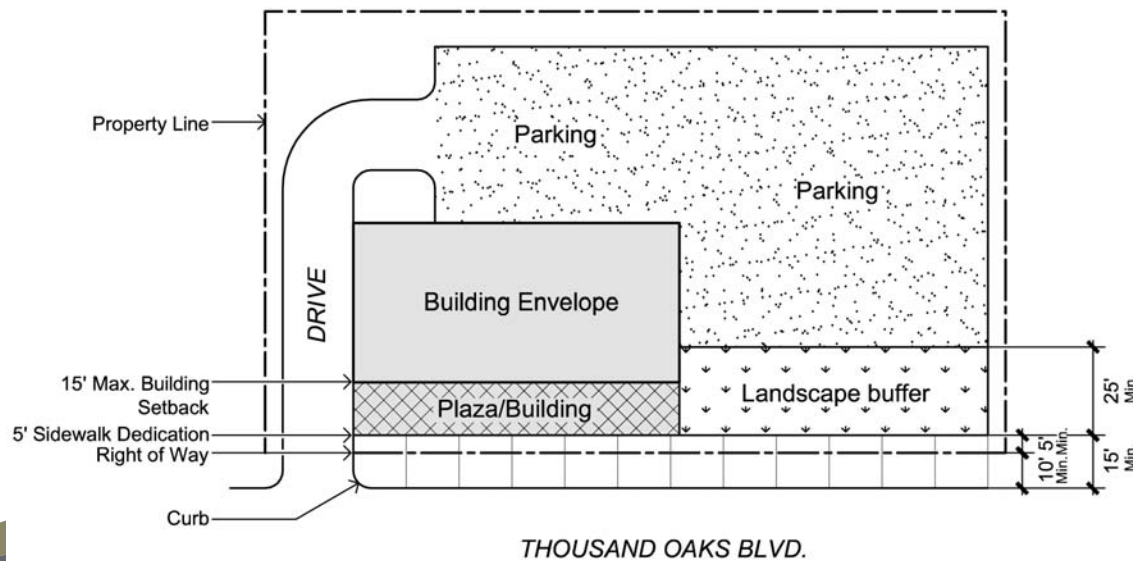 Property Line
Parking
Parking
DRIVE
Building Envelope
15' Max. Building
Setback
Plaza/Building
Landscape buffer
25'
Min.
5' Sidewalk Dedication
Right of Way
5'
Min.
10'
Min.
15'
Min.
Curb
THOUSAND OAKS BLVD.